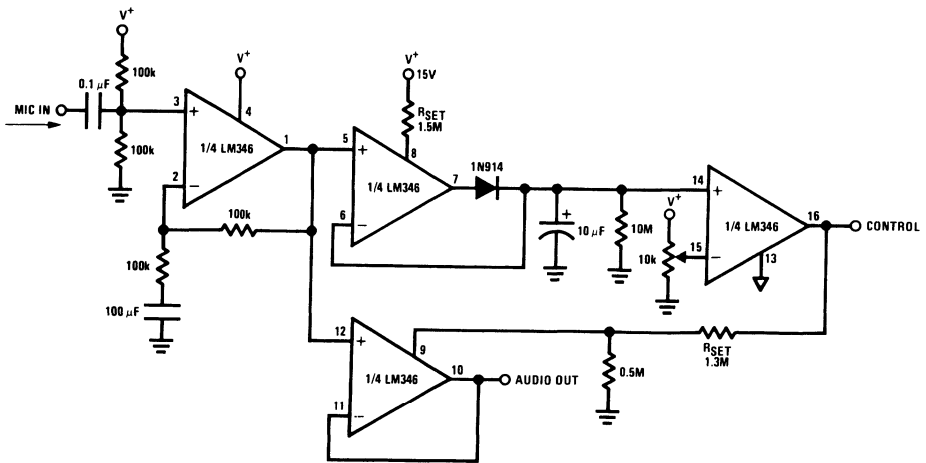 V+
100k
0.1 μF
MIC IN
100k
3
+
V+
4
1/4 LM346
1
2
−
100k
100k
100 μF
V+
15V
RSET
1.5M
5
+
8
1/4 LM346
7
6
−
1N914
+
10 μF
10M
V+
10k
14
+
1/4 LM346
16
CONTROL
15
−
13
12
+
9
1/4 LM346
10
AUDIO OUT
11
−
0.5M
RSET
1.3M